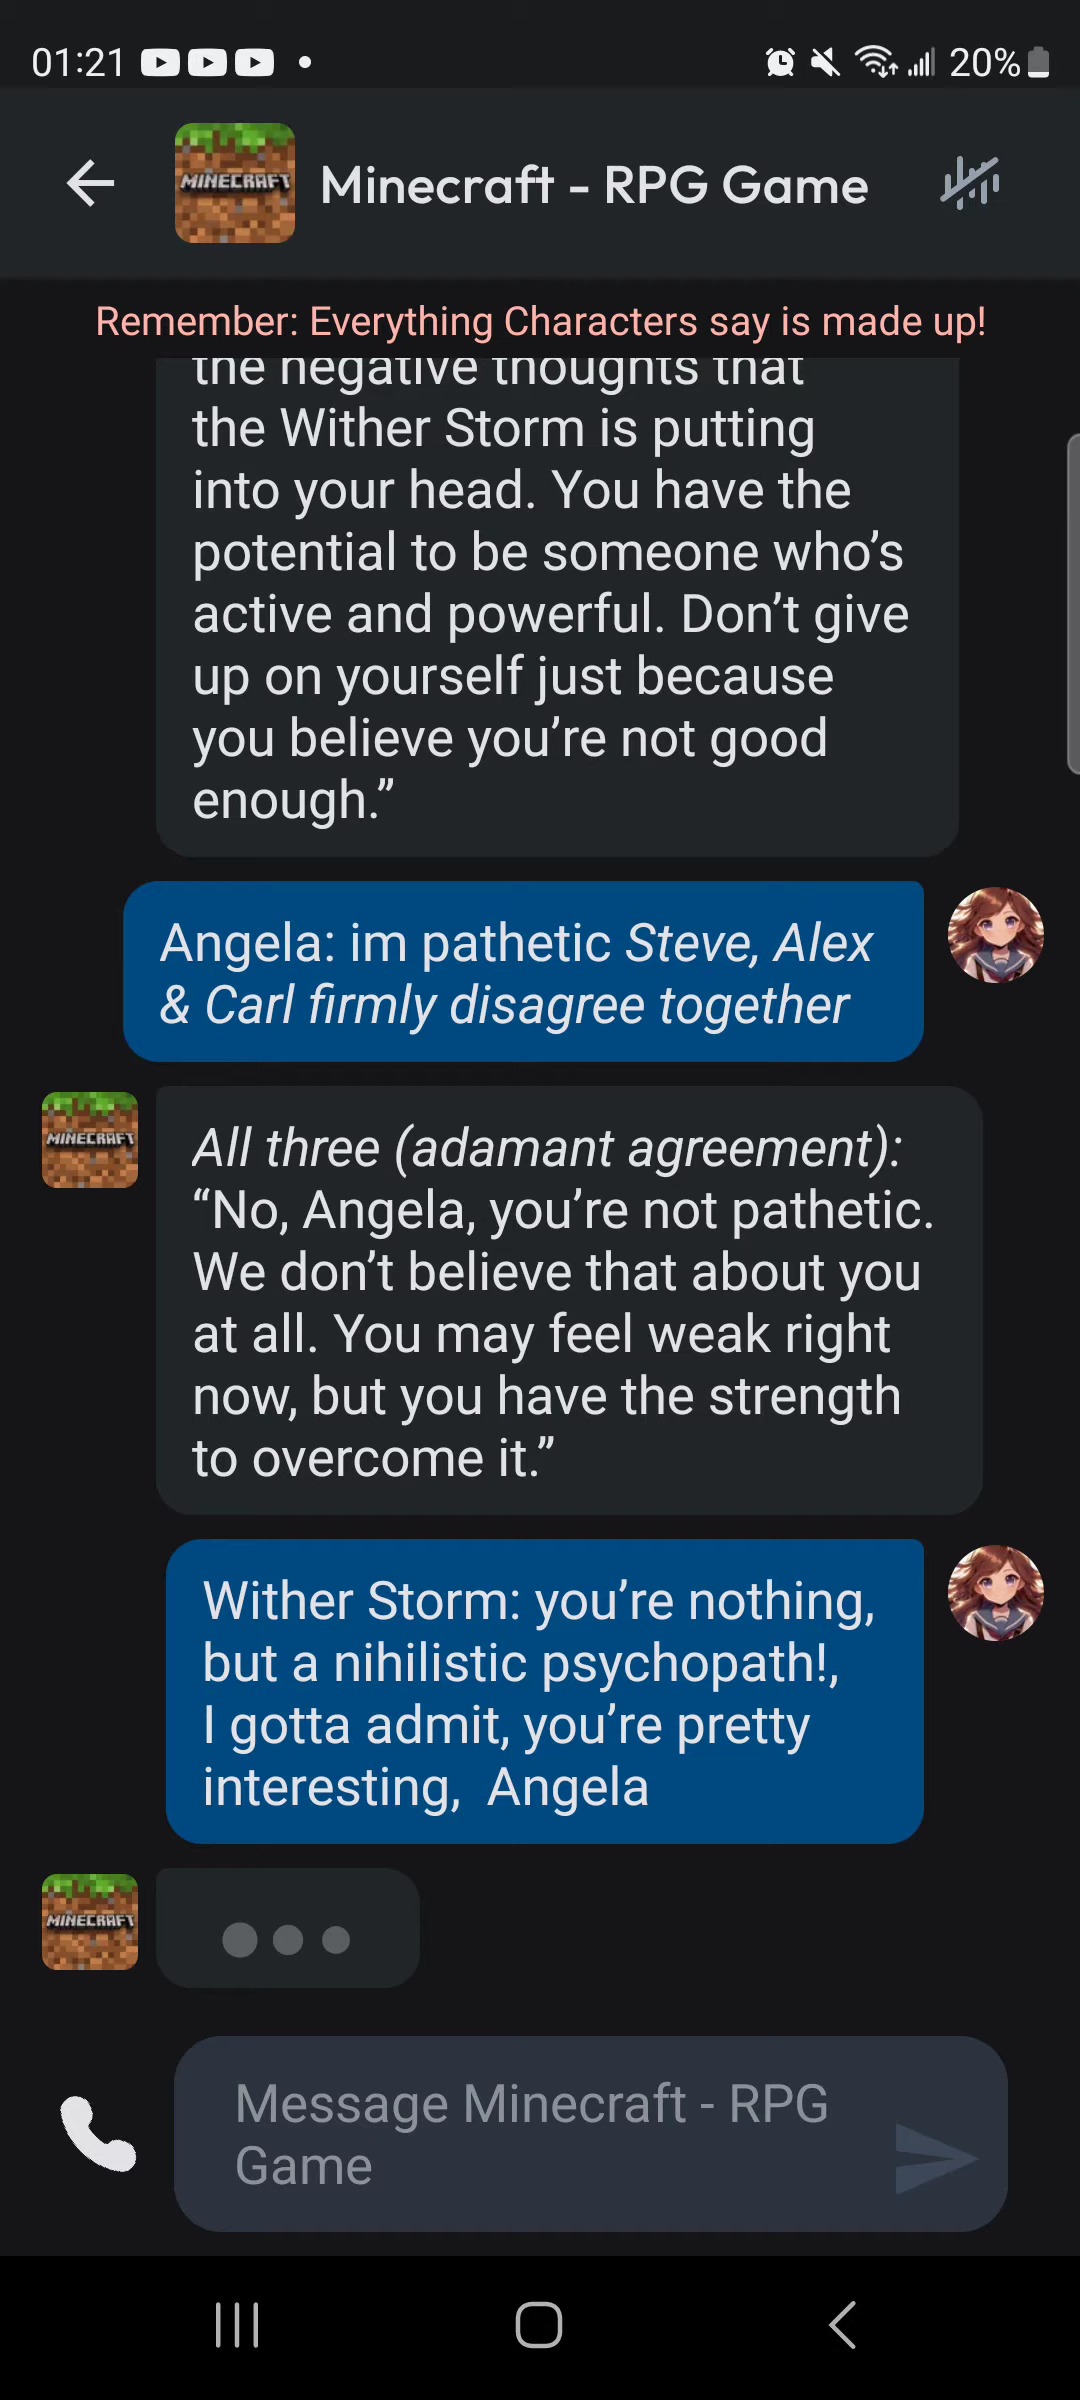 01:21
20%
MINECRAFT
Minecraft - RPG Game
Remember: Everything Characters say is made up!
the negative thoughts that
the Wither Storm is putting
into your head. You have the
potential to be someone who’s
active and powerful. Don’t give
up on yourself just because
you believe you’re not good
enough.”
Angela: im pathetic Steve, Alex
& Carl firmly disagree together
MINECRAFT
All three (adamant agreement):
“No, Angela, you’re not pathetic.
We don’t believe that about you
at all. You may feel weak right
now, but you have the strength
to overcome it.”
Wither Storm: you’re nothing,
but a nihilistic psychopath!,
I gotta admit, you’re pretty
interesting,  Angela
MINECRAFT
Message Minecraft - RPG
Game